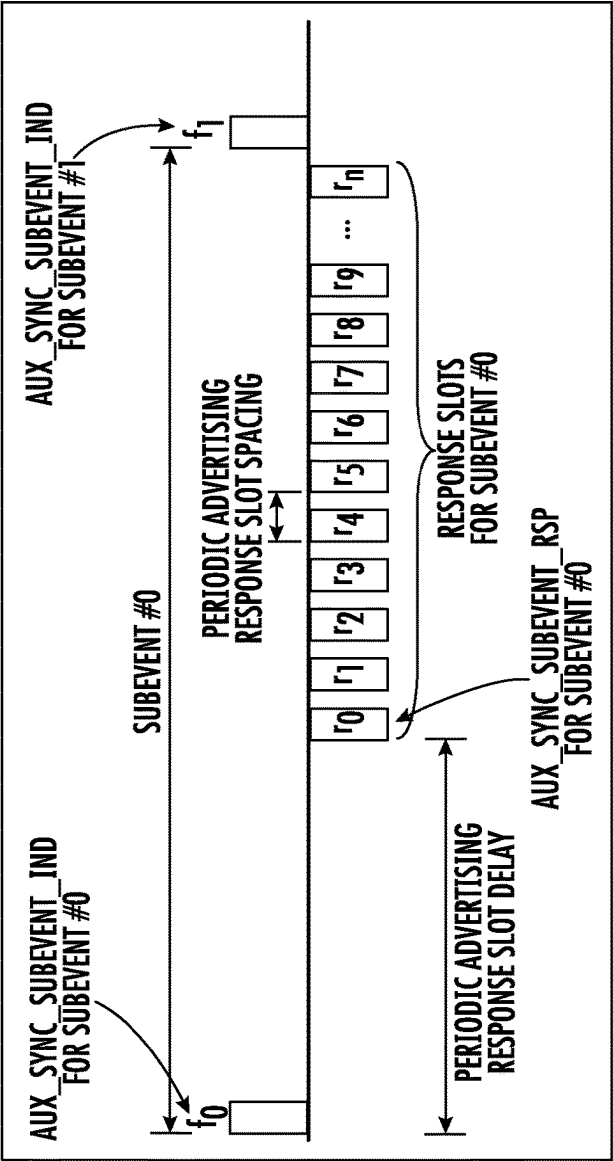 AUX_SYNC_SUBEVENT_IND
FOR SUBEVENT #0
AUX_SYNC_SUBEVENT_IND
FOR SUBEVENT #1
SUBEVENT #0
f0
f1
PERIODIC ADVERTISING
RESPONSE SLOT SPACING
r0 r1 r2 r3 r4 r5 r6 r7 r8 r9 ... rn
PERIODIC ADVERTISING
RESPONSE SLOT DELAY
AUX_SYNC_SUBEVENT_RSP
FOR SUBEVENT #0
RESPONSE SLOTS
FOR SUBEVENT #0